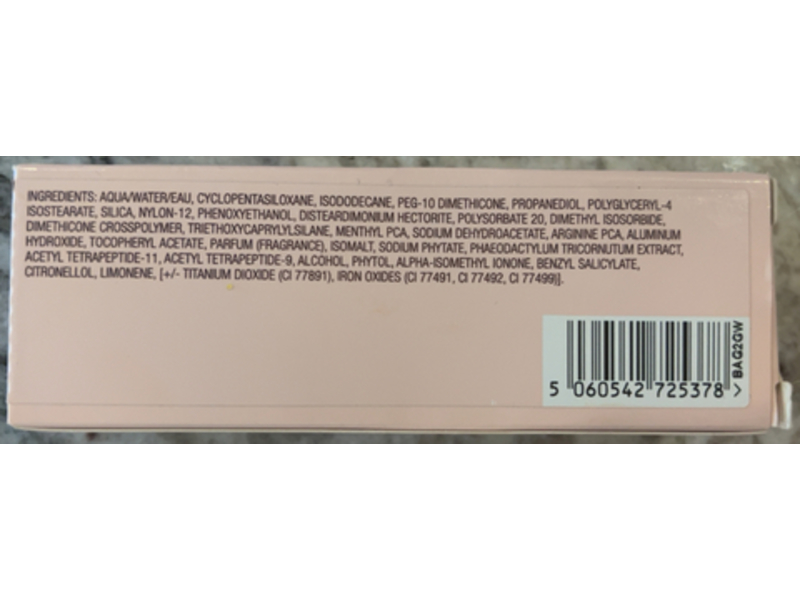 INGREDIENTS: AQUA/WATER/EAU, CYCLOPENTASILOXANE, ISODODECANE, PEG-10 DIMETHICONE, PROPANEDIOL, POLYGLYCERYL-4
ISOSTEARATE, SILICA, NYLON-12, PHENOXYETHANOL, DISTEARDIMONIUM HECTORITE, POLYSORBATE 20, DIMETHYL ISOSORBIDE,
DIMETHICONE CROSSPOLYMER, TRIETHOXYCAPRYLYLSILANE, MENTHYL PCA, SODIUM DEHYDROACETATE, ARGININE PCA, ALUMINUM
HYDROXIDE, TOCOPHERYL ACETATE, PARFUM (FRAGRANCE), ISOMALT, SODIUM PHYTATE, PHAEODACTYLUM TRICORNUTUM EXTRACT,
ACETYL TETRAPEPTIDE-11, ACETYL TETRAPEPTIDE-9, ALCOHOL, PHYTOL, ALPHA-ISOMETHYL IONONE, BENZYL SALICYLATE,
CITRONELLOL, LIMONENE, [+/- TITANIUM DIOXIDE (CI 77891), IRON OXIDES (CI 77491, CI 77492, CI 77499)].
5 060542 725378 >
BAG2GW